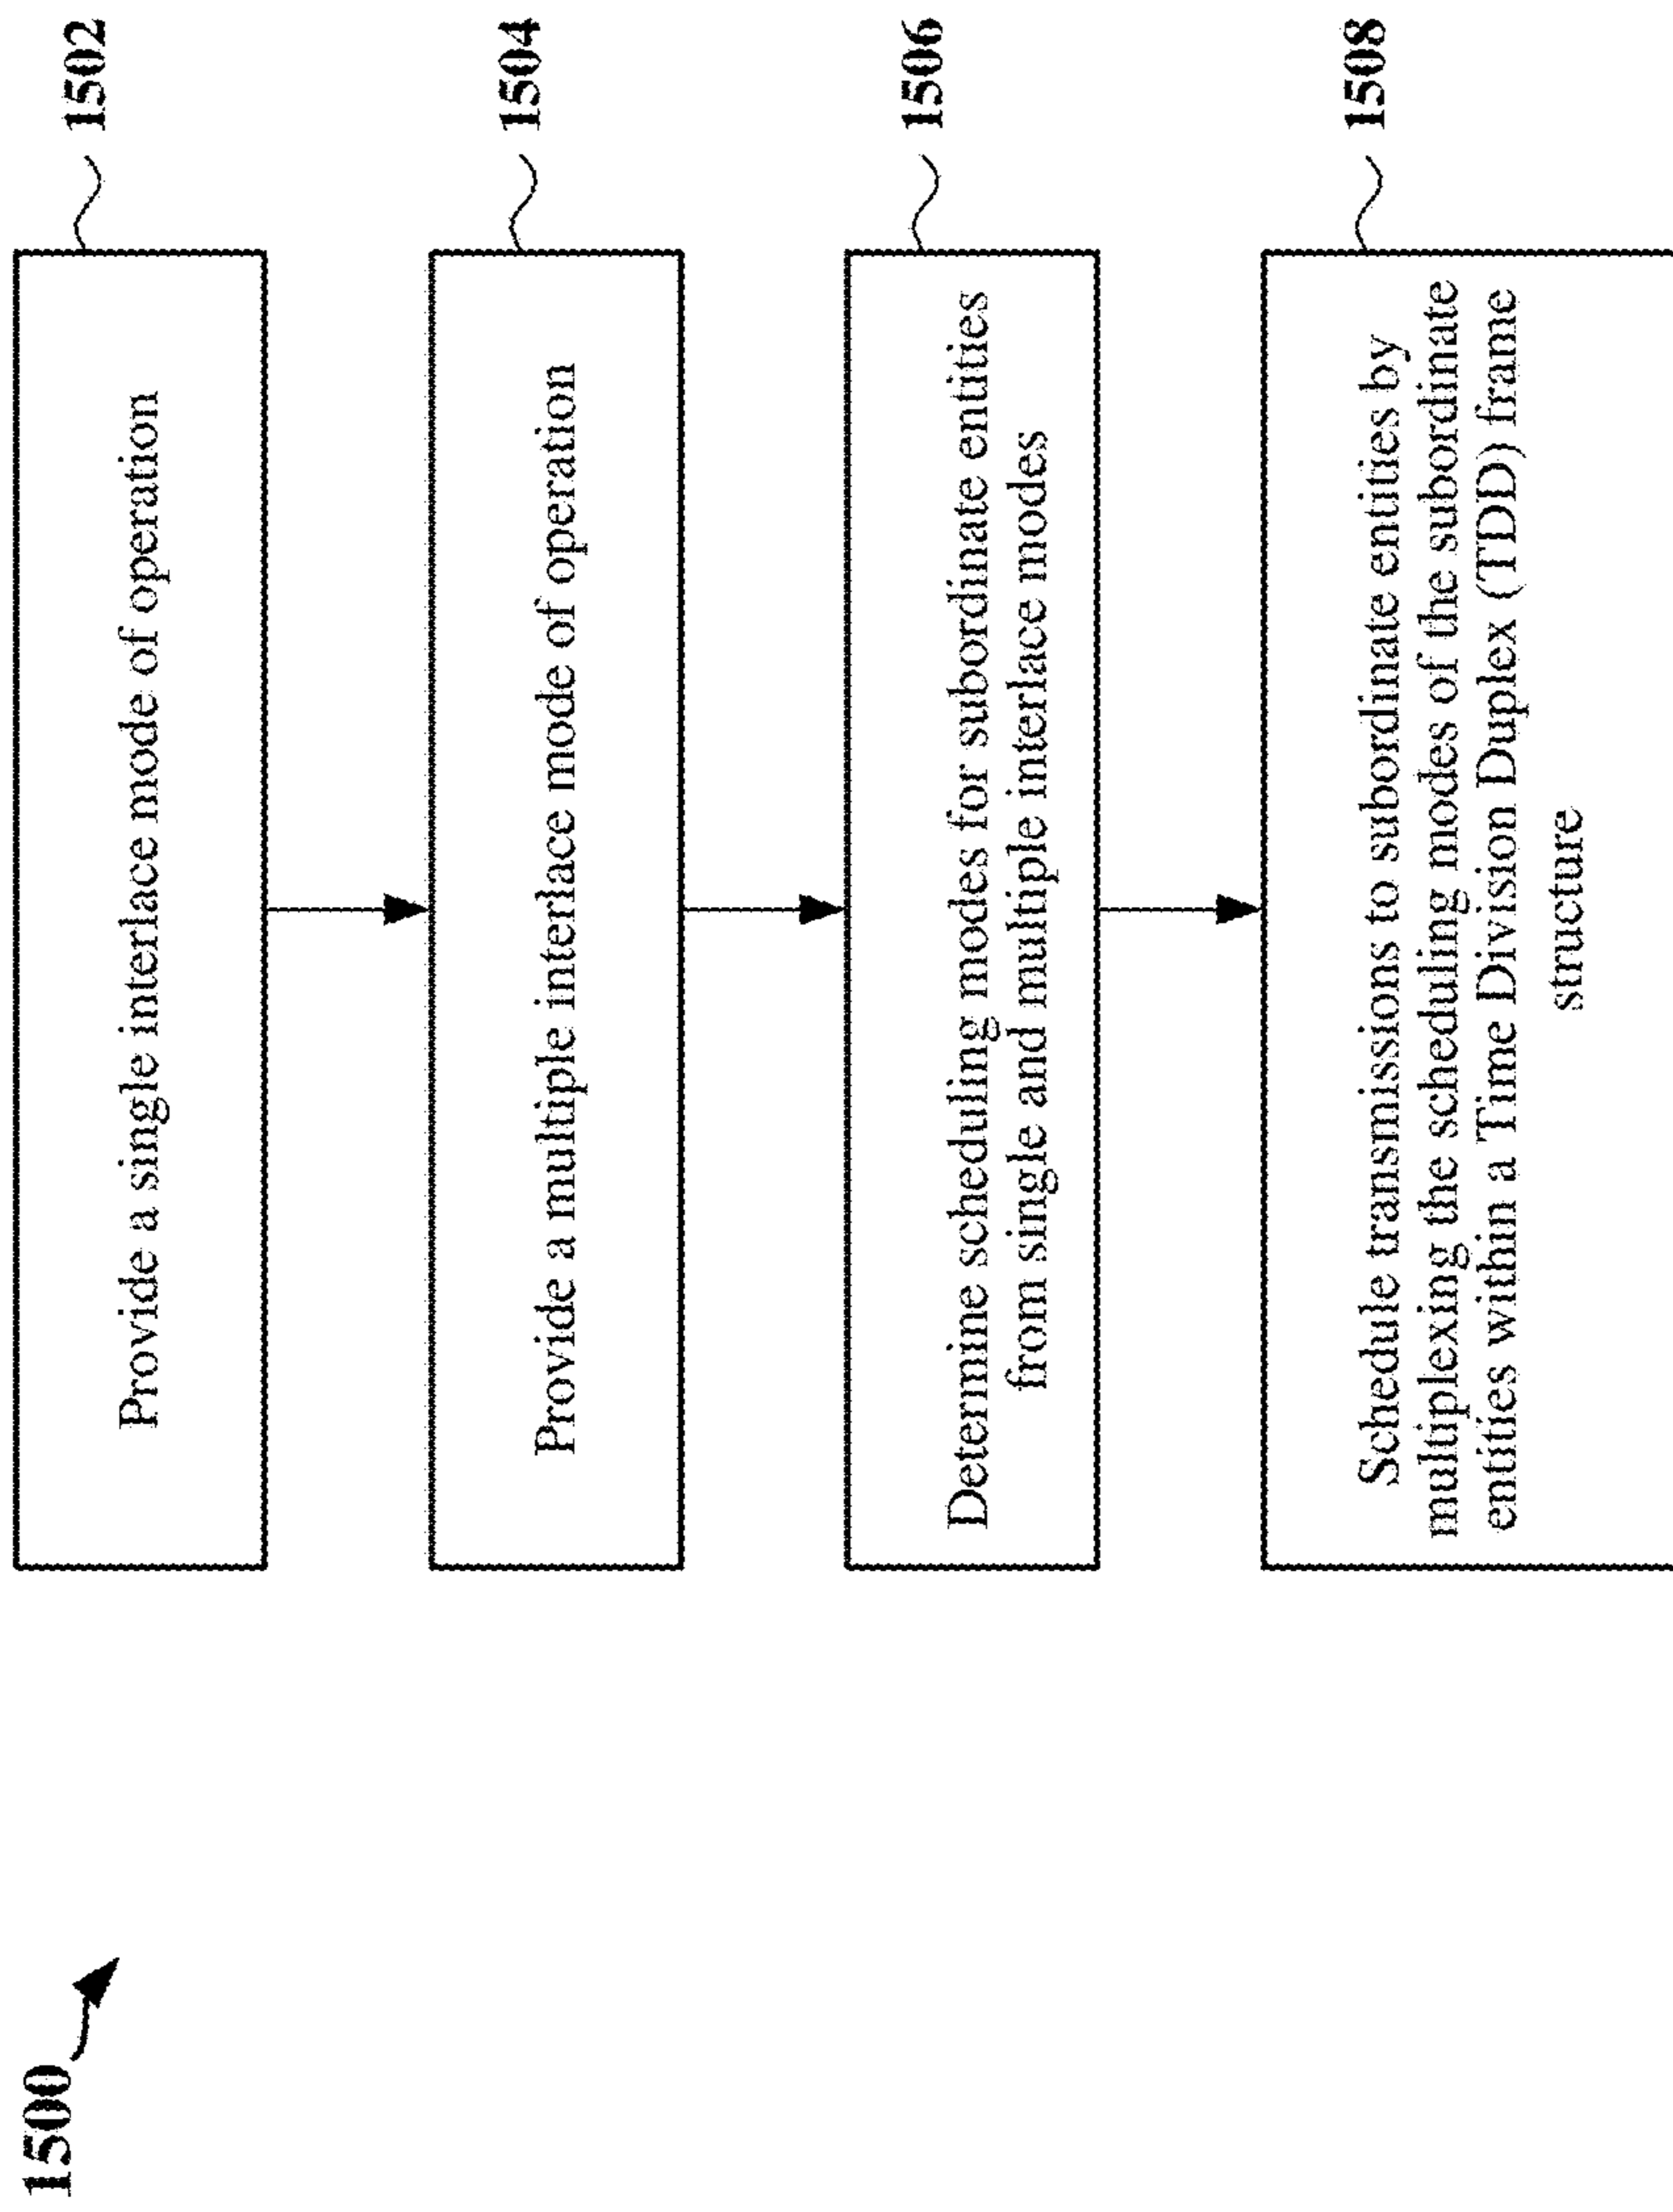 1500
Provide a single interlace mode of operation
1502
Provide a multiple interlace mode of operation
1504
Determine scheduling modes for subordinate entities
from single and multiple interlace modes
1506
Schedule transmissions to subordinate entities by
multiplexing the scheduling modes of the subordinate
entities within a Time Division Duplex (TDD) frame
structure
1508